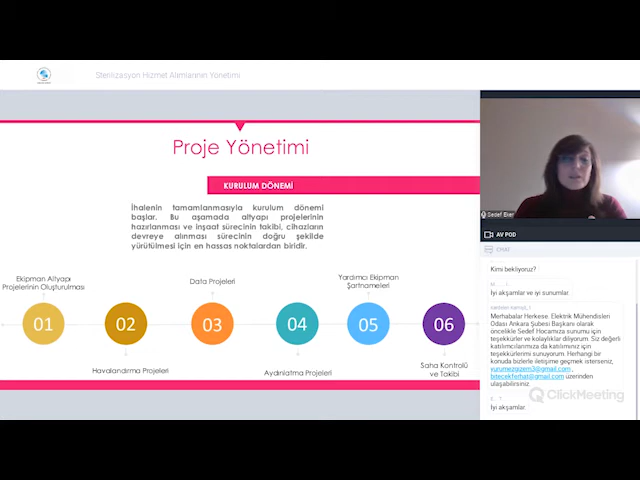 Sterilizasyon Hizmet Alımlarının Yönetimi
Proje Yönetimi
KURULUM DÖNEMİ
İhalenin tamamlanmasıyla kurulum dönemi
başlar. Bu aşamada altyapı projelerinin
hazırlanması ve inşaat sürecinin takibi, cihazların
devreye alınması sürecinin doğru şekilde
yürütülmesi için en hassas noktalardan biridir.
Ekipman Altyapı
Projelerinin Oluşturulması
Data Projeleri
Yardımcı Ekipman
Şartnameleri
01
02
03
04
05
06
Havalandırma Projeleri
Aydınlatma Projeleri
Saha Kontrolü
ve Takibi
Sedef Eker
AV POD
CHAT
Kimi bekliyoruz?
İyi akşamlar ve iyi sunumlar
Merhabalar Herkese Elektrik Mühendisleri
Odası Ankara Şubesi Başkanı olarak
öncelikle Sedef Hocamıza sunumu için
teşekkürler ve kolaylıklar diliyorum. Siz değerli
katılımcılarımıza da katılımınız için
teşekkürlerimi sunuyorum. Herhangi bir
konuda bizlerle iletişime geçmek isterseniz,
yurumezgizem3@gmail.com ,
bitecekferhat@gmail.com üzerinden
ulaşabilirsiniz.
ClickMeeting
İyi akşamlar